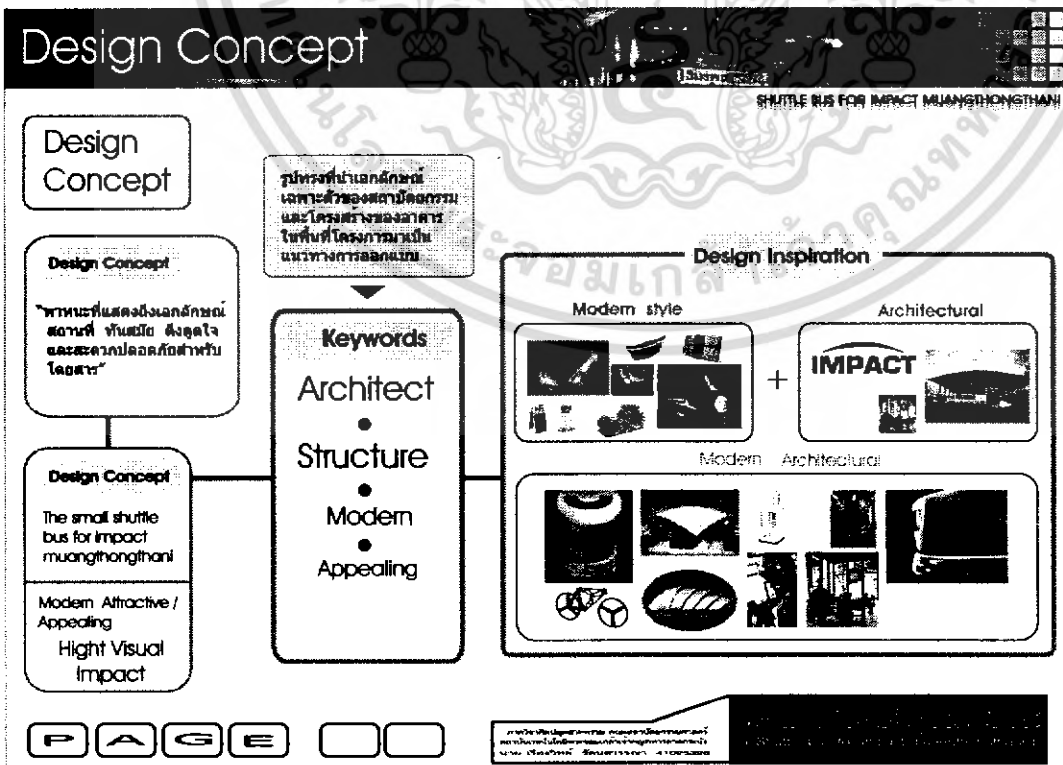 Design Concept
SHUTTLE BUS FOR IMPACT MUANGTHONGTHANI
Design
Concept
รูปทรงที่นำเอกลักษณ์
เฉพาะตัวของสถาปัตยกรรม
และโครงสร้างของอาคาร
ในพื้นที่โครงการมาเป็น
แนวทางการออกแบบ
Design Concept
"พาหนะที่แสดงถึงเอกลักษณ์
สถานที่ ทันสมัย ดึงดูดใจ
และสะดวกปลอดภัยสำหรับ
โดยสาร"
Design Concept
The small shuttle
bus for impact
muangthongthani
Modern Attractive /
Appealing
Hight Visual
Impact
Keywords
Architect
Structure
Modern
Appealing
Design Inspiration
Modern style
Architectural
IMPACT
+
Modern Architectural
PAGE